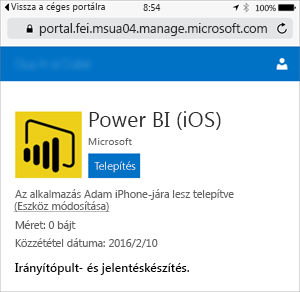 Vissza a céges portálra 8:54 100%
portal.fei.msua04.manage.microsoft.com
Power BI (iOS)
Microsoft
Telepítés
Az alkalmazás Adam iPhone-jára lesz telepítve
(Eszköz módosítása)
Méret: 0 bájt
Közzététel dátuma: 2016/2/10
Irányítópult- és jelentéskészítés.